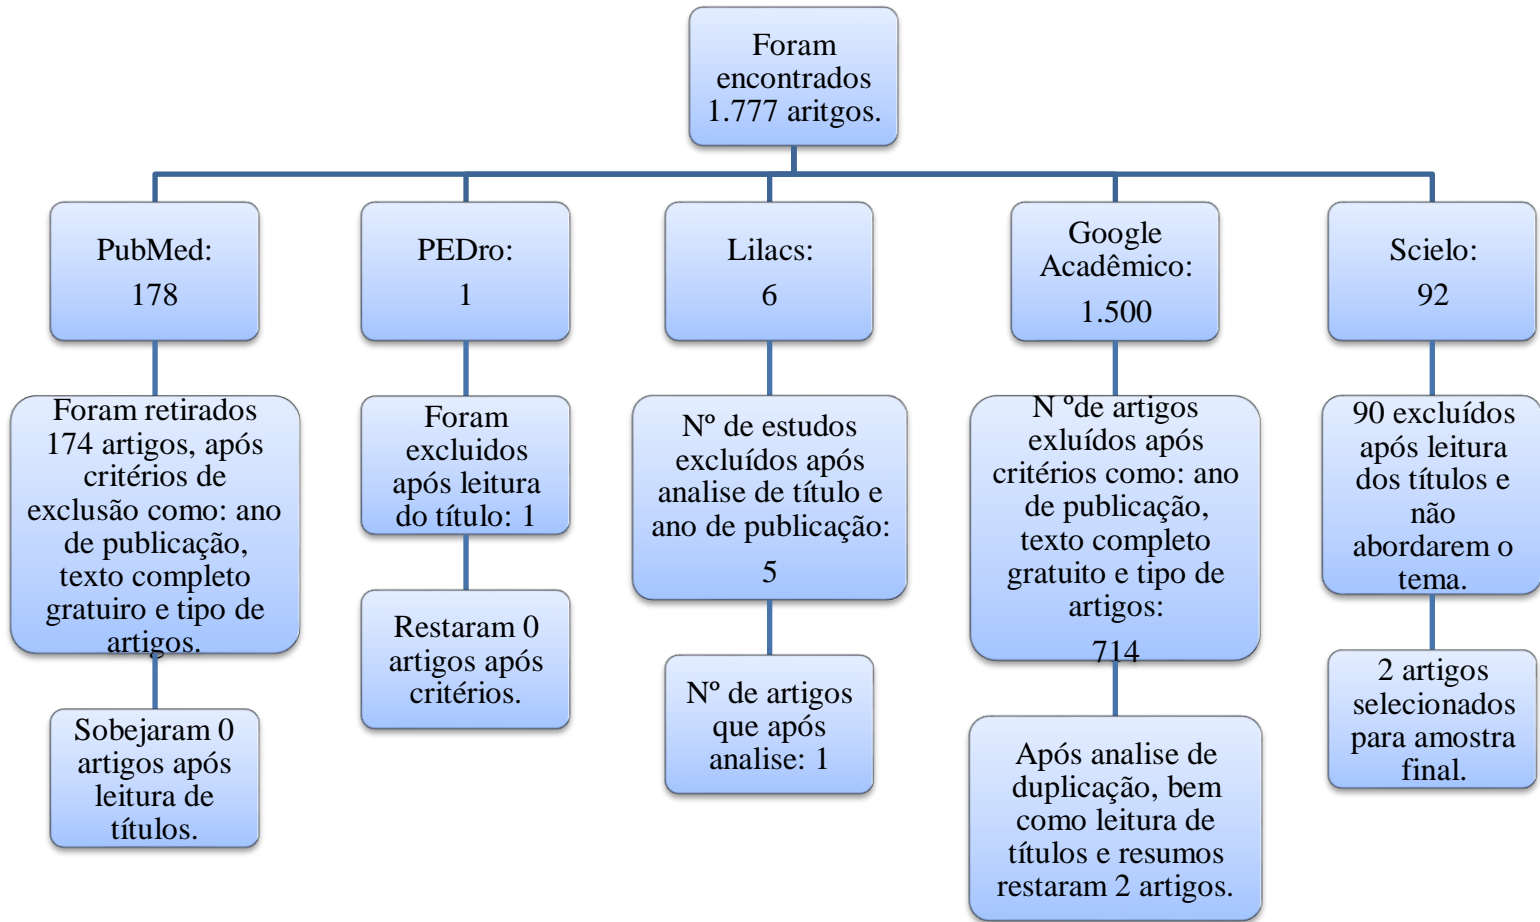 Foram
encontrados
1.777 aritgos.
PubMed:
178
PEDro:
1
Lilacs:
6
Google
Acadêmico:
1.500
Scielo:
92
Foram retirados
174 artigos, após
critérios de
exclusão como: ano
de publicação,
texto completo
gratuiro e tipo de
artigos.
Foram
excluidos
após leitura
do título: 1
Nº de estudos
excluídos após
analise de título e
ano de publicação:
5
N ºde artigos
exluídos após
critérios como: ano
de publicação,
texto completo
gratuito e tipo de
artigos:
714
90 excluídos
após leitura
dos títulos e
não
abordarem o
tema.
Sobejaram 0
artigos após
leitura de
títulos.
Restaram 0
artigos após
critérios.
Nº de artigos
que após
analise: 1
Após analise de
duplicação, bem
como leitura de
títulos e resumos
restaram 2 artigos.
2 artigos
selecionados
para amostra
final.